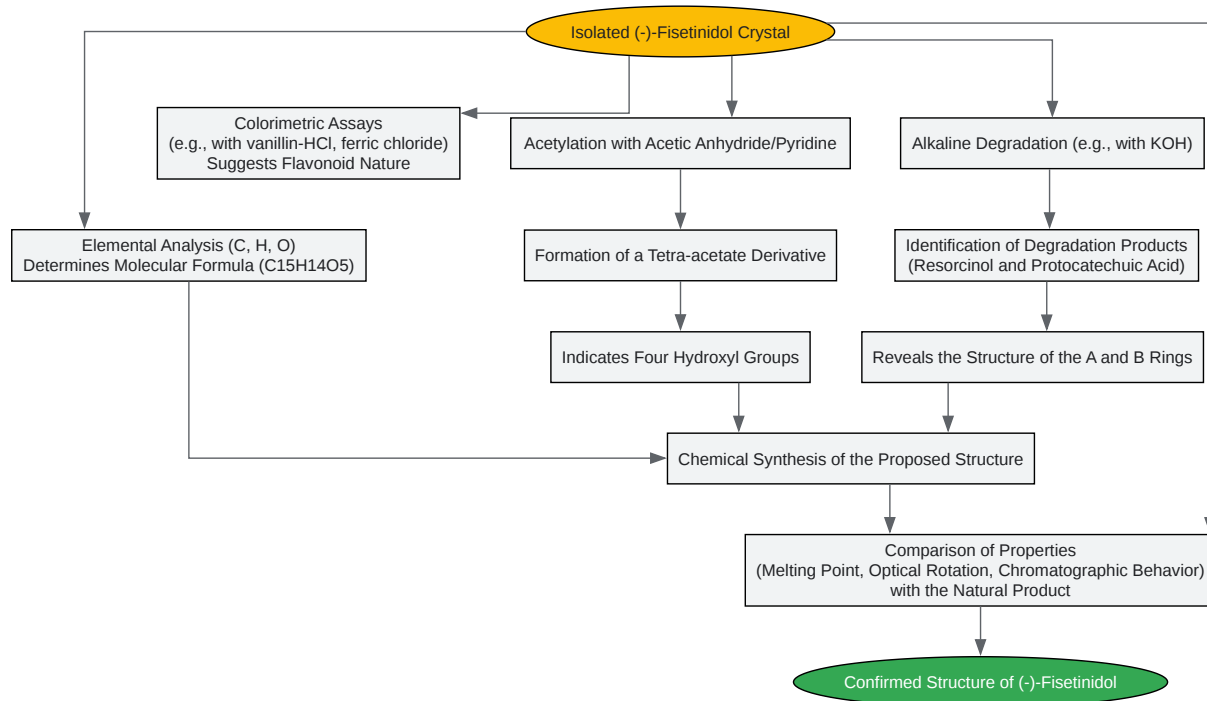 Isolated (-)-Fisetinidol Crystal
Colorimetric Assays
(e.g., with vanillin-HCl, ferric chloride)
Suggests Flavonoid Nature
Acetylation with Acetic Anhydride/Pyridine
Alkaline Degradation (e.g., with KOH)
Elemental Analysis (C, H, O)
Determines Molecular Formula (C15H14O5)
Formation of a Tetra-acetate Derivative
Identification of Degradation Products
(Resorcinol and Protocatechuic Acid)
Indicates Four Hydroxyl Groups
Reveals the Structure of the A and B Rings
Chemical Synthesis of the Proposed Structure
Comparison of Properties
(Melting Point, Optical Rotation, Chromatographic Behavior)
with the Natural Product
Confirmed Structure of (-)-Fisetinidol